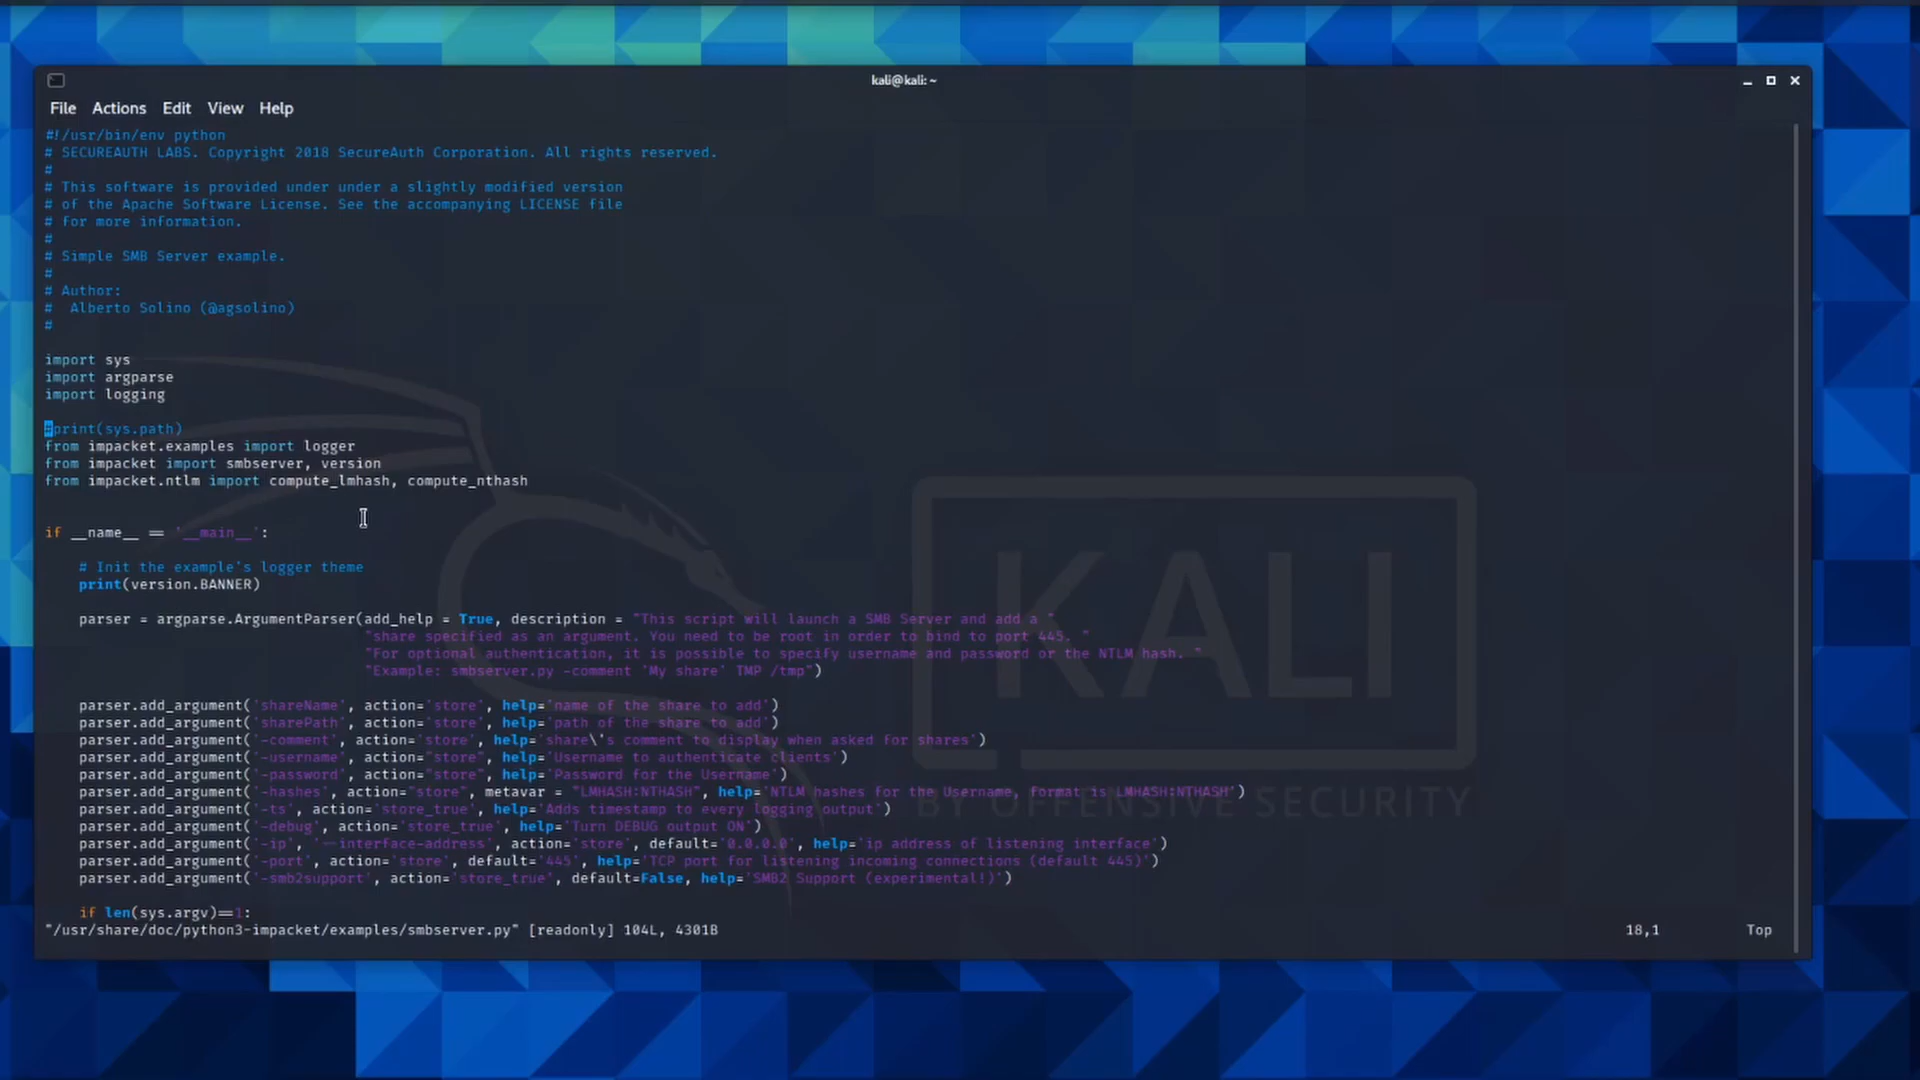 kali@kali: ~
File Actions Edit View Help
#!/usr/bin/env python
# SECUREAUTH LABS. Copyright 2018 SecureAuth Corporation. All rights reserved.
#
# This software is provided under under a slightly modified version
# of the Apache Software License. See the accompanying LICENSE file
# for more information.
#
# Simple SMB Server example.
#
# Author:
#  Alberto Solino (@agsolino)
#
import sys
import argparse
import logging
#print(sys.path)
from impacket.examples import logger
from impacket import smbserver, version
from impacket.ntlm import compute_lmhash, compute_nthash
if __name__ == '__main__':
    # Init the example's logger theme
    print(version.BANNER)
    parser = argparse.ArgumentParser(add_help = True, description = "This script will launch a SMB Server and add a "
                                     "share specified as an argument. You need to be root in order to bind to port 445. "
                                     "For optional authentication, it is possible to specify username and password or the NTLM hash. "
                                     "Example: smbserver.py -comment 'My share' TMP /tmp")
    parser.add_argument('shareName', action='store', help='name of the share to add')
    parser.add_argument('sharePath', action='store', help='path of the share to add')
    parser.add_argument('-comment', action='store', help='share\'s comment to display when asked for shares')
    parser.add_argument('-username', action="store", help='Username to authenticate clients')
    parser.add_argument('-password', action="store", help='Password for the Username')
    parser.add_argument('-hashes', action="store", metavar = "LMHASH:NTHASH", help='NTLM hashes for the Username, format is LMHASH:NTHASH')
    parser.add_argument('-ts', action='store_true', help='Adds timestamp to every logging output')
    parser.add_argument('-debug', action='store_true', help='Turn DEBUG output ON')
    parser.add_argument('-ip', '--interface-address', action='store', default='0.0.0.0', help='ip address of listening interface')
    parser.add_argument('-port', action='store', default='445', help='TCP port for listening incoming connections (default 445)')
    parser.add_argument('-smb2support', action='store_true', default=False, help='SMB2 Support (experimental!)')
    if len(sys.argv)==1:
"/usr/share/doc/python3-impacket/examples/smbserver.py" [readonly] 104L, 4301B 18,1 Top
KALI
BY OFFENSIVE SECURITY